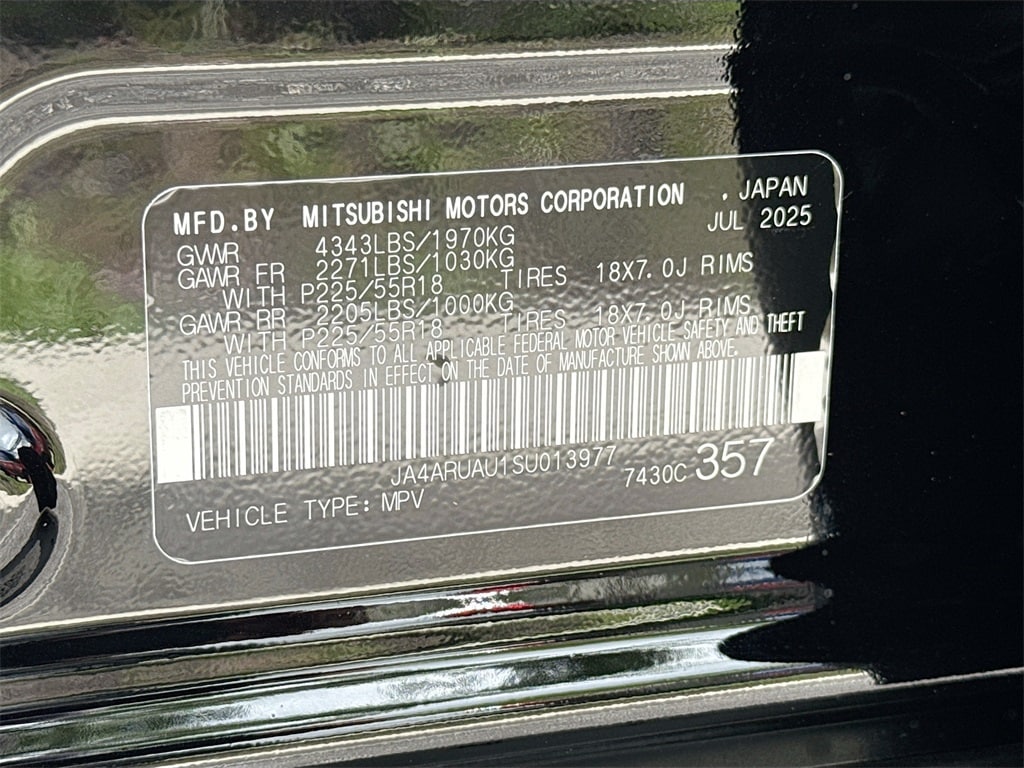 MFD.BY MITSUBISHI MOTORS CORPORATION . JAPAN
JUL 2025
GVWR 4343LBS/1970KG
GAWR FR 2271LBS/1030KG
WITH P225/55R18 TIRES 18X7.0J RIMS
GAWR RR 2205LBS/1000KG
WITH P225/55R18 TIRES 18X7.0J RIMS
THIS VEHICLE CONFORMS TO ALL APPLICABLE FEDERAL MOTOR VEHICLE SAFETY AND THEFT
PREVENTION STANDARDS IN EFFECT ON THE DATE OF MANUFACTURE SHOWN ABOVE.
JA4ARUAU1SU013977
7430C 357
VEHICLE TYPE: MPV